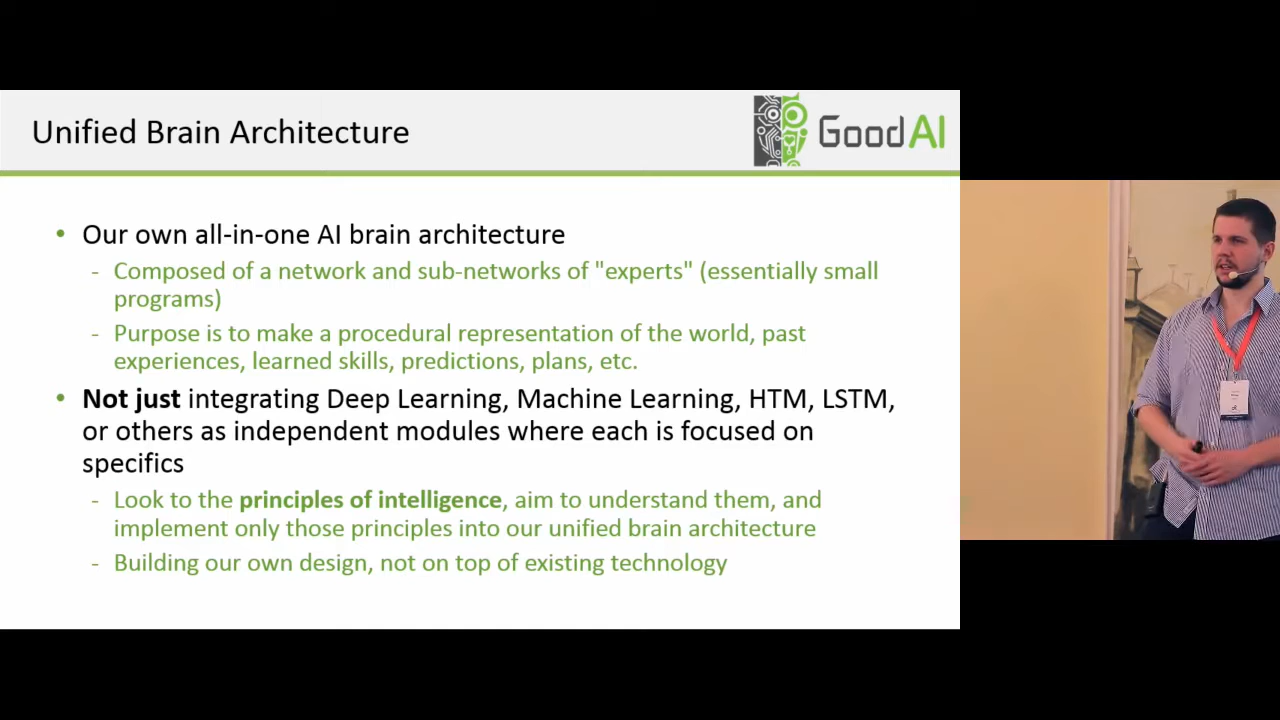 Unified Brain Architecture
GoodAI
• Our own all-in-one AI brain architecture
- Composed of a network and sub-networks of "experts" (essentially small
programs)
- Purpose is to make a procedural representation of the world, past
experiences, learned skills, predictions, plans, etc.
• Not just integrating Deep Learning, Machine Learning, HTM, LSTM,
or others as independent modules where each is focused on
specifics
- Look to the principles of intelligence, aim to understand them, and
implement only those principles into our unified brain architecture
- Building our own design, not on top of existing technology